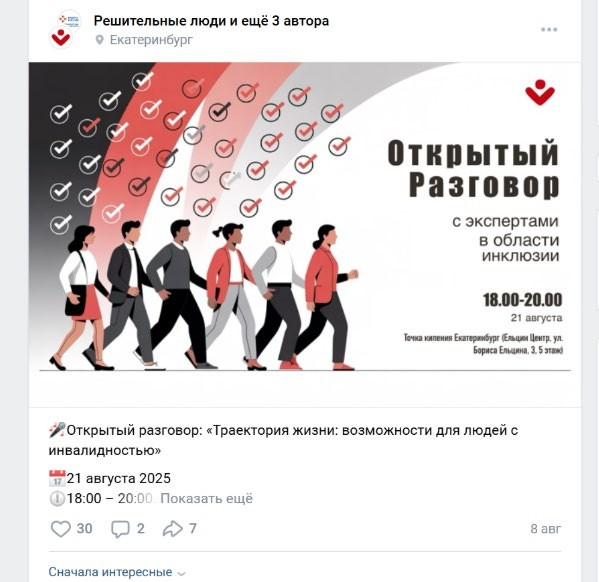 Решительные люди и ещё 3 автора
Екатеринбург
Открытый
Разговор
с экспертами
в области
инклюзии
18.00-20.00
21 августа
Точка кипения Екатеринбург (Ельцин Центр, ул.
Бориса Ельцина, 3, 5 этаж)
Открытый разговор: «Траектория жизни: возможности для людей с
инвалидностью»
21 августа 2025
18:00 – 20:00. Показать ещё
30 2 7 8 авг
Сначала интересные